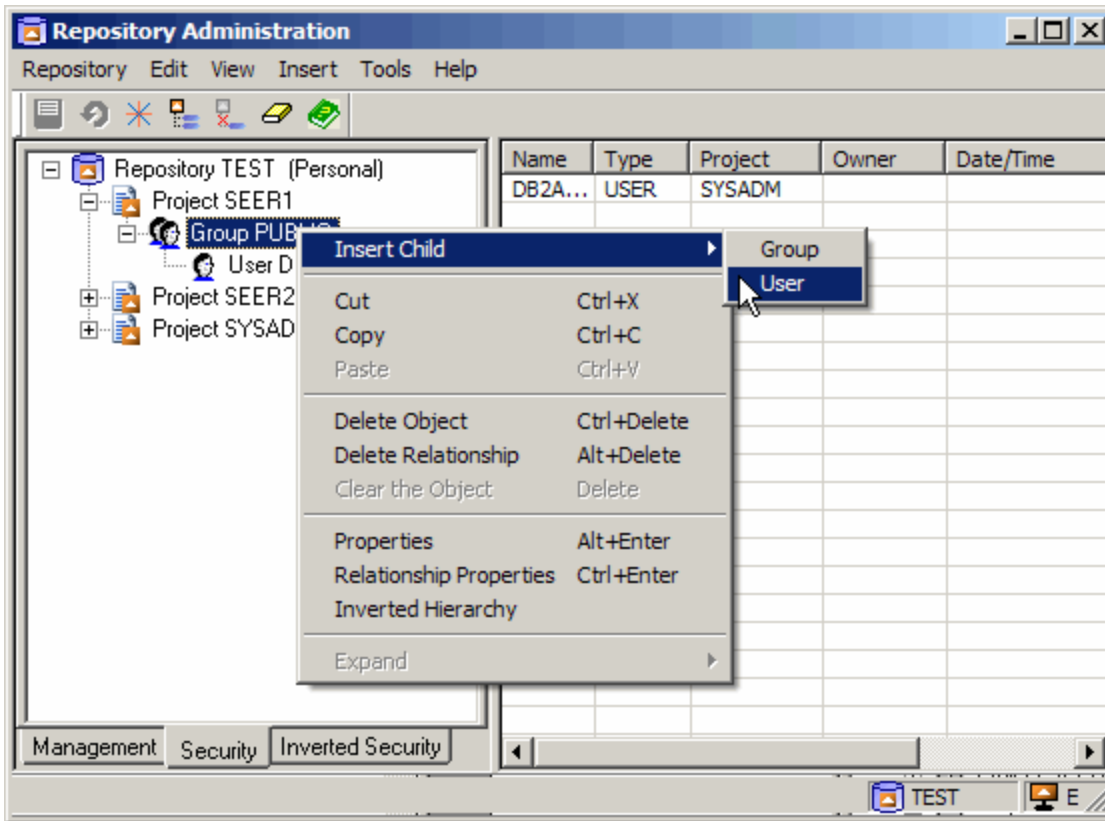 Repository Administration
Repository Edit View Insert Tools Help
Repository TEST (Personal)
Project SEER1
Group
User D
Project SEER2
Project SYSAD
Name Type Project Owner Date/Time
DB2A... USER SYSADM
Insert Child
Group
User
Cut Ctrl+X
Copy Ctrl+C
Paste Ctrl+V
Delete Object Ctrl+Delete
Delete Relationship Alt+Delete
Clear the Object Delete
Properties Alt+Enter
Relationship Properties Ctrl+Enter
Inverted Hierarchy
Expand
Management Security Inverted Security
TEST E